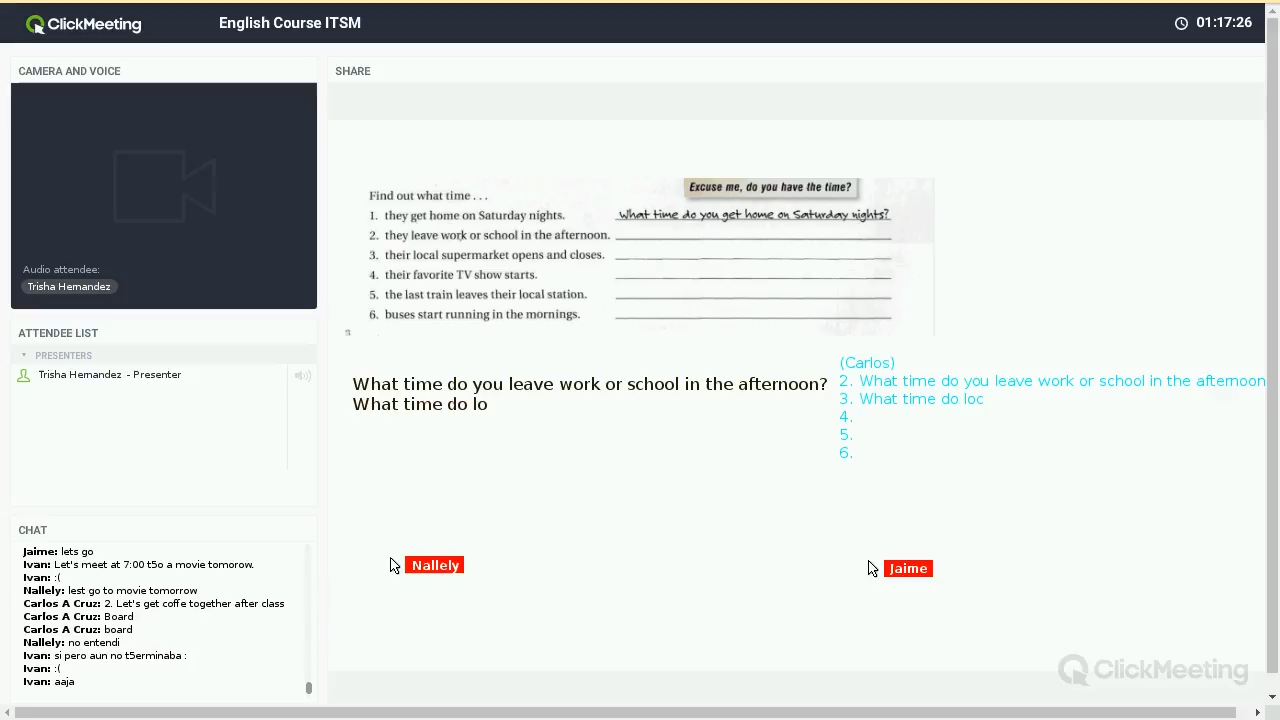 ClickMeeting
English Course ITSM
01:17:26
CAMERA AND VOICE
Audio attendee:
Trisha Hernandez
ATTENDEE LIST
PRESENTERS
Trisha Hernandez - Presenter
CHAT
Jaime: lets go
Ivan: Let's meet at 7:00 t5o a movie tomorow.
Ivan: :(
Nallely: lest go to movie tomorrow
Carlos A Cruz: 2. Let's get coffe together after class
Carlos A Cruz: Board
Carlos A Cruz: board
Nallely: no entendi
Ivan: si pero aun no t5erminaba :
Ivan: :(
Ivan: aaja
SHARE
Excuse me, do you have the time?
Find out what time . . .
1. they get home on Saturday nights. What time do you get home on Saturday nights?
2. they leave work or school in the afternoon.
3. their local supermarket opens and closes.
4. their favorite TV show starts.
5. the last train leaves their local station.
6. buses start running in the mornings.
What time do you leave work or school in the afternoon?
What time do lo
(Carlos)
2. What time do you leave work or school in the afternoon
3. What time do loc
4.
5.
6.
Nallely
Jaime
ClickMeeting